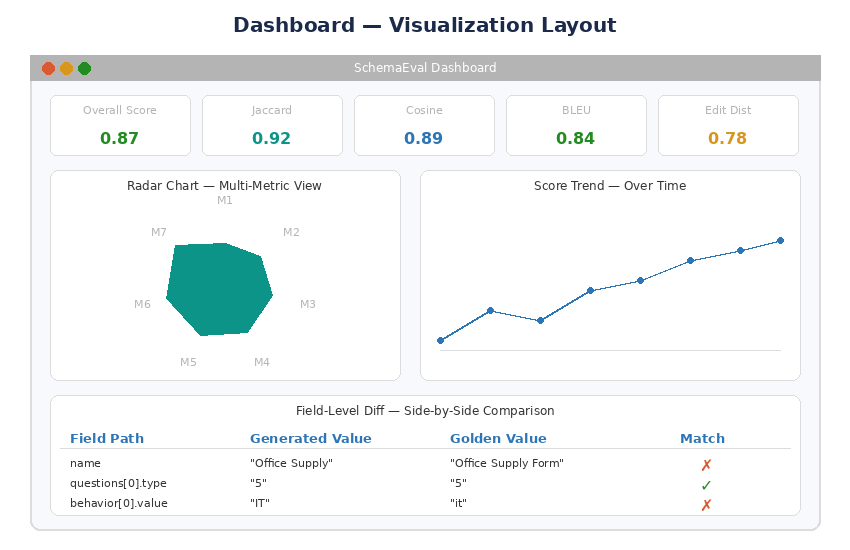 Dashboard — Visualization Layout
SchemaEval Dashboard
Overall Score
0.87
Jaccard
0.92
Cosine
0.89
BLEU
0.84
Edit Dist
0.78
Radar Chart — Multi-Metric View
M1
M2
M3
M4
M5
M6
M7
Score Trend — Over Time
Field-Level Diff — Side-by-Side Comparison
Field Path Generated Value Golden Value Match
name "Office Supply" "Office Supply Form" ✗
questions[0].type "5" "5" ✓
behavior[0].value "IT" "it" ✗